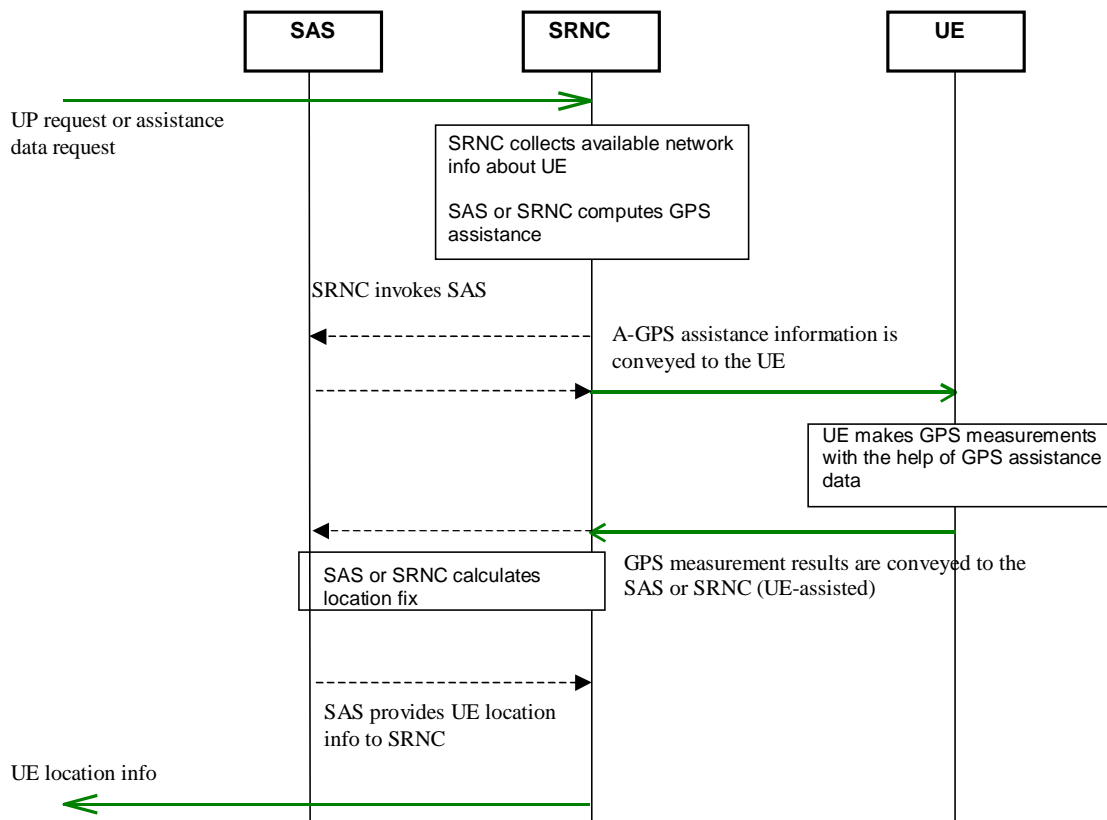 SAS
SRNC
UE
UP request or assistance
data request
SRNC collects available network
info about UE
SAS or SRNC computes GPS
assistance
SRNC invokes SAS
A-GPS assistance information is
conveyed to the UE
UE makes GPS measurements
with the help of GPS assistance
data
GPS measurement results are conveyed to the
SAS or SRNC (UE-assisted)
SAS or SRNC calculates
location fix
SAS provides UE location
info to SRNC
UE location info